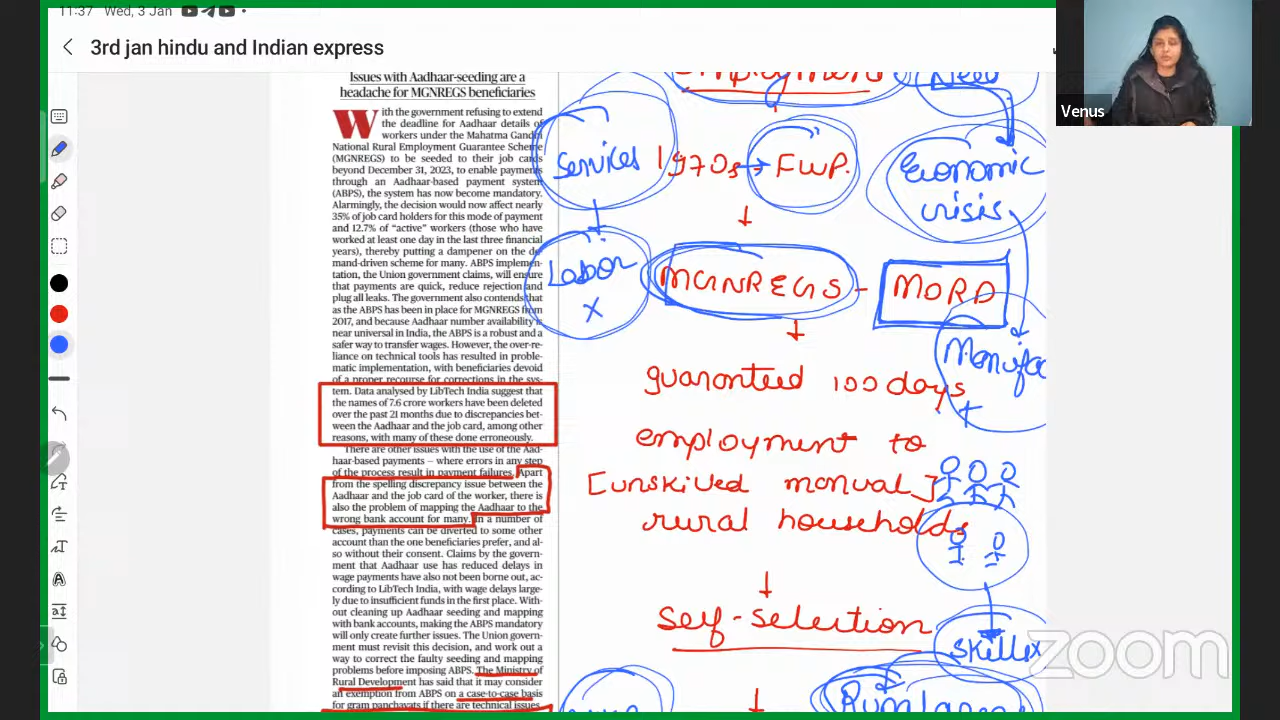 11:37 Wed, 3 Jan
3rd jan hindu and Indian express
Venus
Issues with Aadhaar-seeding are a
headache for MGNREGS beneficiaries
With the government refusing to extend
the deadline for Aadhaar details of
workers under the Mahatma Gandhi
National Rural Employment Guarantee Scheme
(MGNREGS) to be seeded to their job cards
beyond December 31, 2023, to enable payments
through an Aadhaar-based payment system
(ABPS), the system has now become mandatory.
Alarmingly, the decision would now affect nearly
35% of job card holders for this mode of payment
and 12.7% of “active” workers (those who have
worked at least one day in the last three financial
years), thereby putting a dampener on the de-
mand-driven scheme for many. ABPS implemen-
tation, the Union government claims, will ensure
that payments are quick, reduce rejection and
plug all leaks. The government also contends that
as the ABPS has been in place for MGNREGS from
2017, and because Aadhaar number availability is
near universal in India, the ABPS is a robust and a
safer way to transfer wages. However, the over-
reliance on technical tools has resulted in proble-
matic implementation, with beneficiaries devoid
of a proper recourse for corrections in the sys-
tem. Data analysed by LibTech India suggest that
the names of 7.6 crore workers have been deleted
over the past 21 months due to discrepancies bet-
ween the Aadhaar and the job card, among other
reasons, with many of these done erroneously.
There are other issues with the use of the Aad-
haar-based payments – where errors in any step
of the process result in payment failures. Apart
from the spelling discrepancy issue between the
Aadhaar and the job card of the worker, there is
also the problem of mapping the Aadhaar to the
wrong bank account for many. In a number of
cases, payments can be diverted to some other
account than the one beneficiaries prefer, and al-
so without their consent. Claims by the govern-
ment that Aadhaar use has reduced delays in
wage payments have also not been borne out, ac-
cording to LibTech India, with wage delays large-
ly due to insufficient funds in the first place. With-
out cleaning up Aadhaar seeding and mapping
with bank accounts, making the ABPS mandatory
will only create further issues. The Union govern-
ment must revisit this decision, and work out a
way to correct the faulty seeding and mapping
problems before imposing ABPS. The Ministry of
Rural Development has said that it may consider
an exemption from ABPS on a case-to-case basis
for gram panchayats if there are technical issues.
Employment Need
Services 1970s → FWP. Economic
crisis
Labor MGNREGS - MORD
x
Manufac
guaranteed 100 days
employment to
[unskilled manual]
rural households
self-selection
skillx
zoom